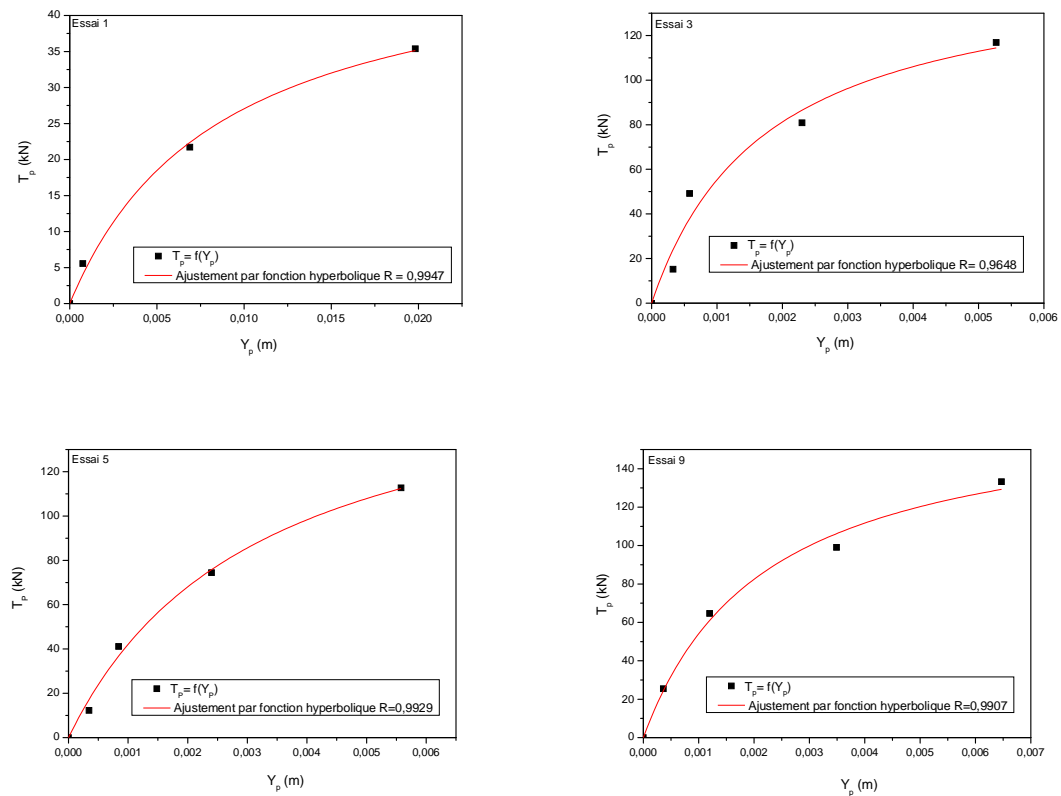 Essai 1
40
35
30
25
20
15
10
5
0
T_p (kN)
T_p= f(Y_p)
Ajustement par fonction hyperbolique R = 0,9947
0,000 0,005 0,010 0,015 0,020
Y_p (m)
Essai 3
120
100
80
60
40
20
0
T_p (kN)
T_p= f(Y_p)
Ajustement par fonction hyperbolique R= 0,9648
0,000 0,001 0,002 0,003 0,004 0,005 0,006
Y_p (m)
Essai 5
120
100
80
60
40
20
0
T_p (kN)
T_p= f(Y_p)
Ajustement par fonction hyperbolique R=0,9929
0,000 0,001 0,002 0,003 0,004 0,005 0,006
Y_p (m)
Essai 9
140
120
100
80
60
40
20
0
T_p (kN)
T_p= f(Y_p)
Ajustement par fonction hyperbolique R=0,9907
0,000 0,001 0,002 0,003 0,004 0,005 0,006 0,007
Y_p (m)